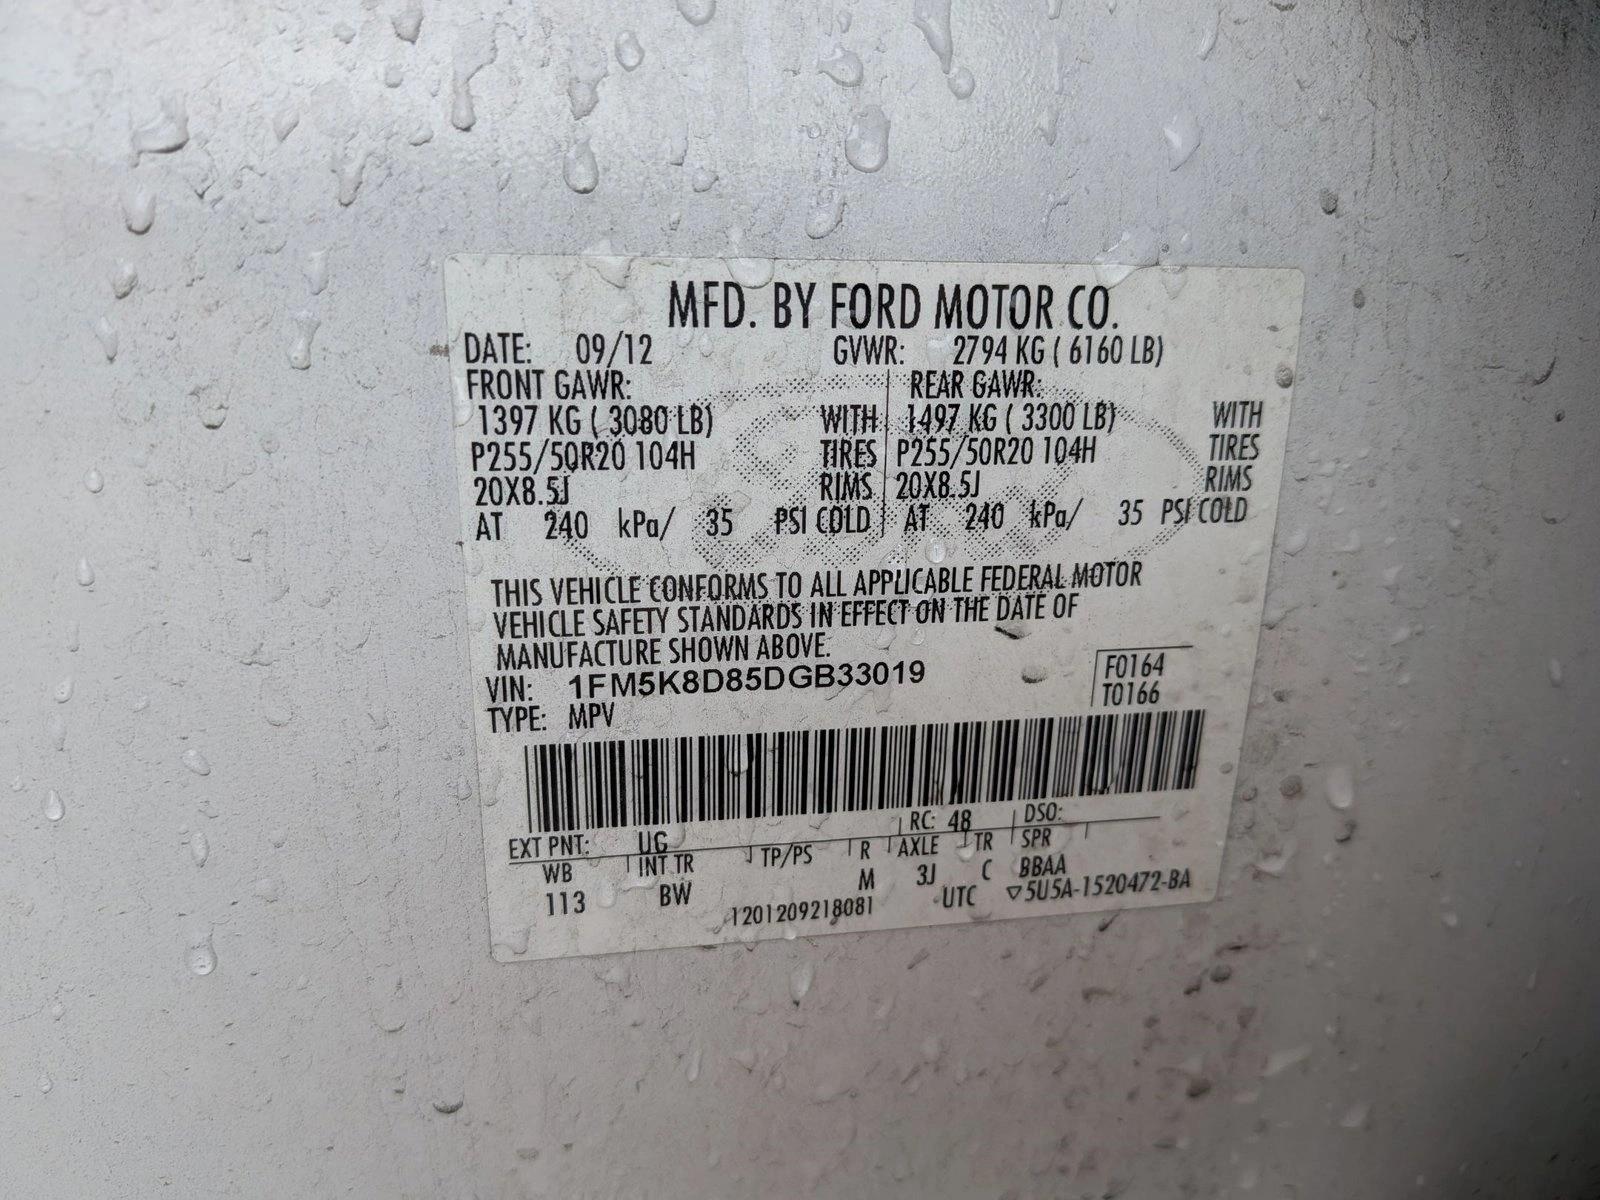 MFD. BY FORD MOTOR CO.
DATE: 09/12 GVWR: 2794 KG ( 6160 LB)
FRONT GAWR: REAR GAWR:
1397 KG ( 3080 LB) WITH 1497 KG ( 3300 LB) WITH
P255/50R20 104H TIRES P255/50R20 104H TIRES
20X8.5J RIMS 20X8.5J RIMS
AT 240 kPa/ 35 PSI COLD AT 240 kPa/ 35 PSI COLD
THIS VEHICLE CONFORMS TO ALL APPLICABLE FEDERAL MOTOR
VEHICLE SAFETY STANDARDS IN EFFECT ON THE DATE OF
MANUFACTURE SHOWN ABOVE.
VIN: 1FM5K8D85DGB33019 F0164
TYPE: MPV T0166
EXT PNT: UG RC: 48 DSO:
WB INT TR TP/PS R AXLE TR SPR
113 BW M 3J C BBAA
1201209218081 UTC ▽5U5A-1520472-BA